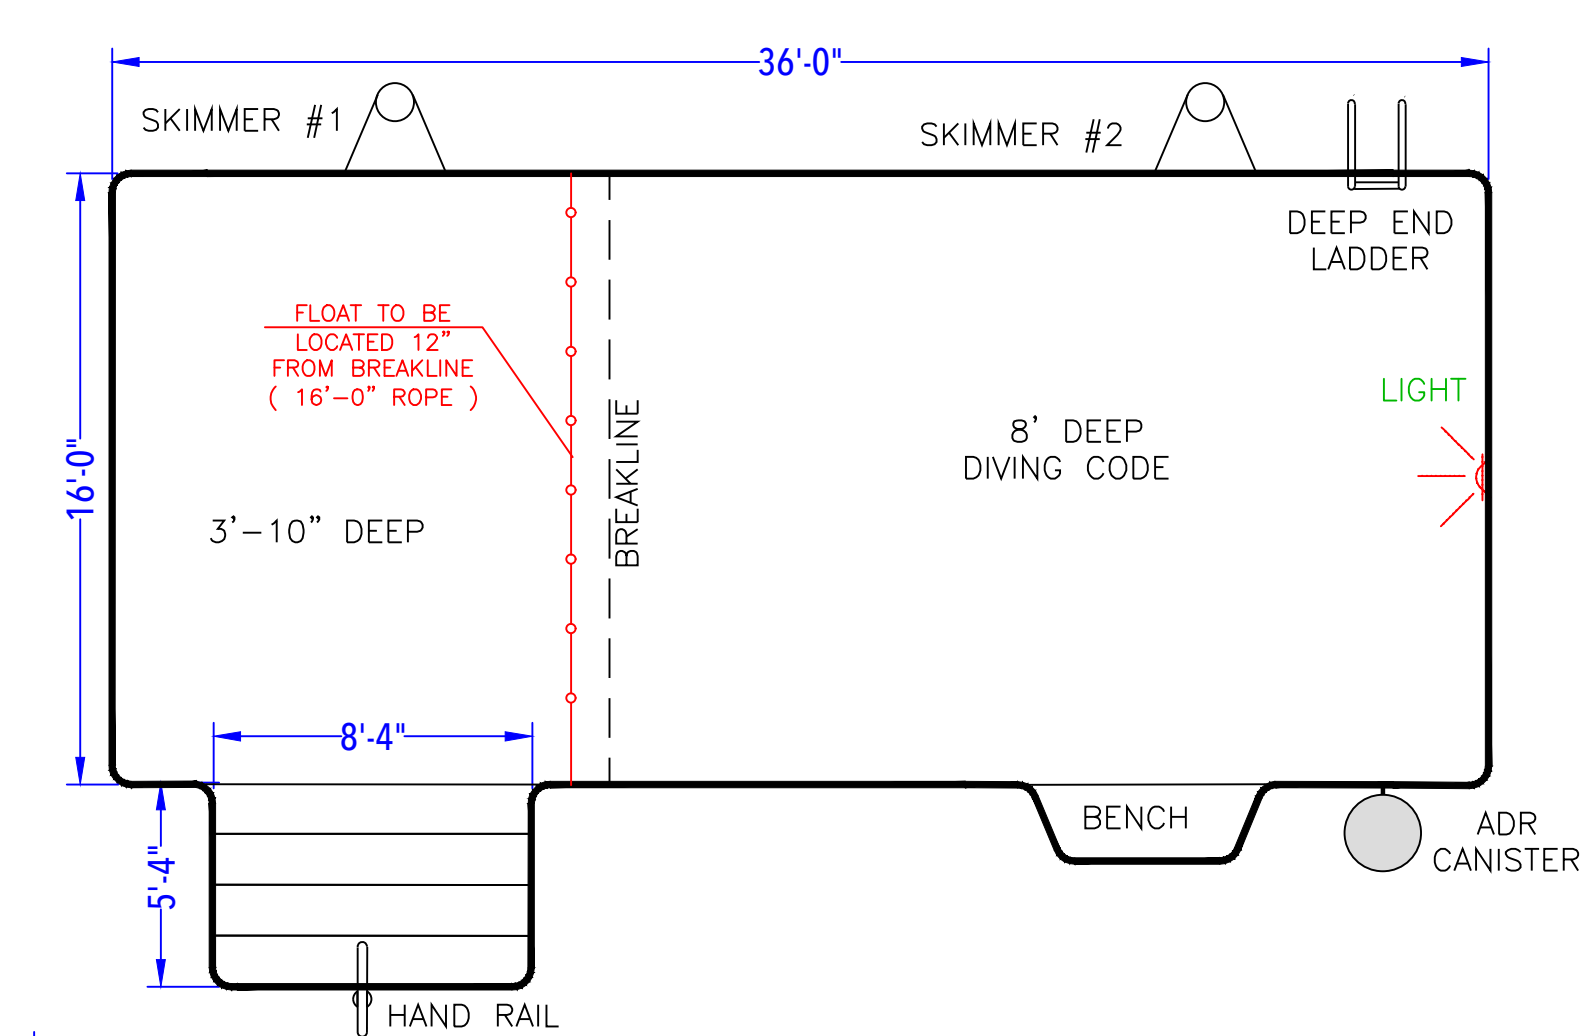 36'-0"
SKIMMER #1
SKIMMER #2
DEEP END
LADDER
FLOAT TO BE
LOCATED 12”
FROM BREAKLINE
( 16’-0” ROPE )
LIGHT
8’ DEEP
DIVING CODE
BREAKLINE
16'-0"
3’-10” DEEP
8'-4"
BENCH
ADR
CANISTER
5'-4"
HAND RAIL